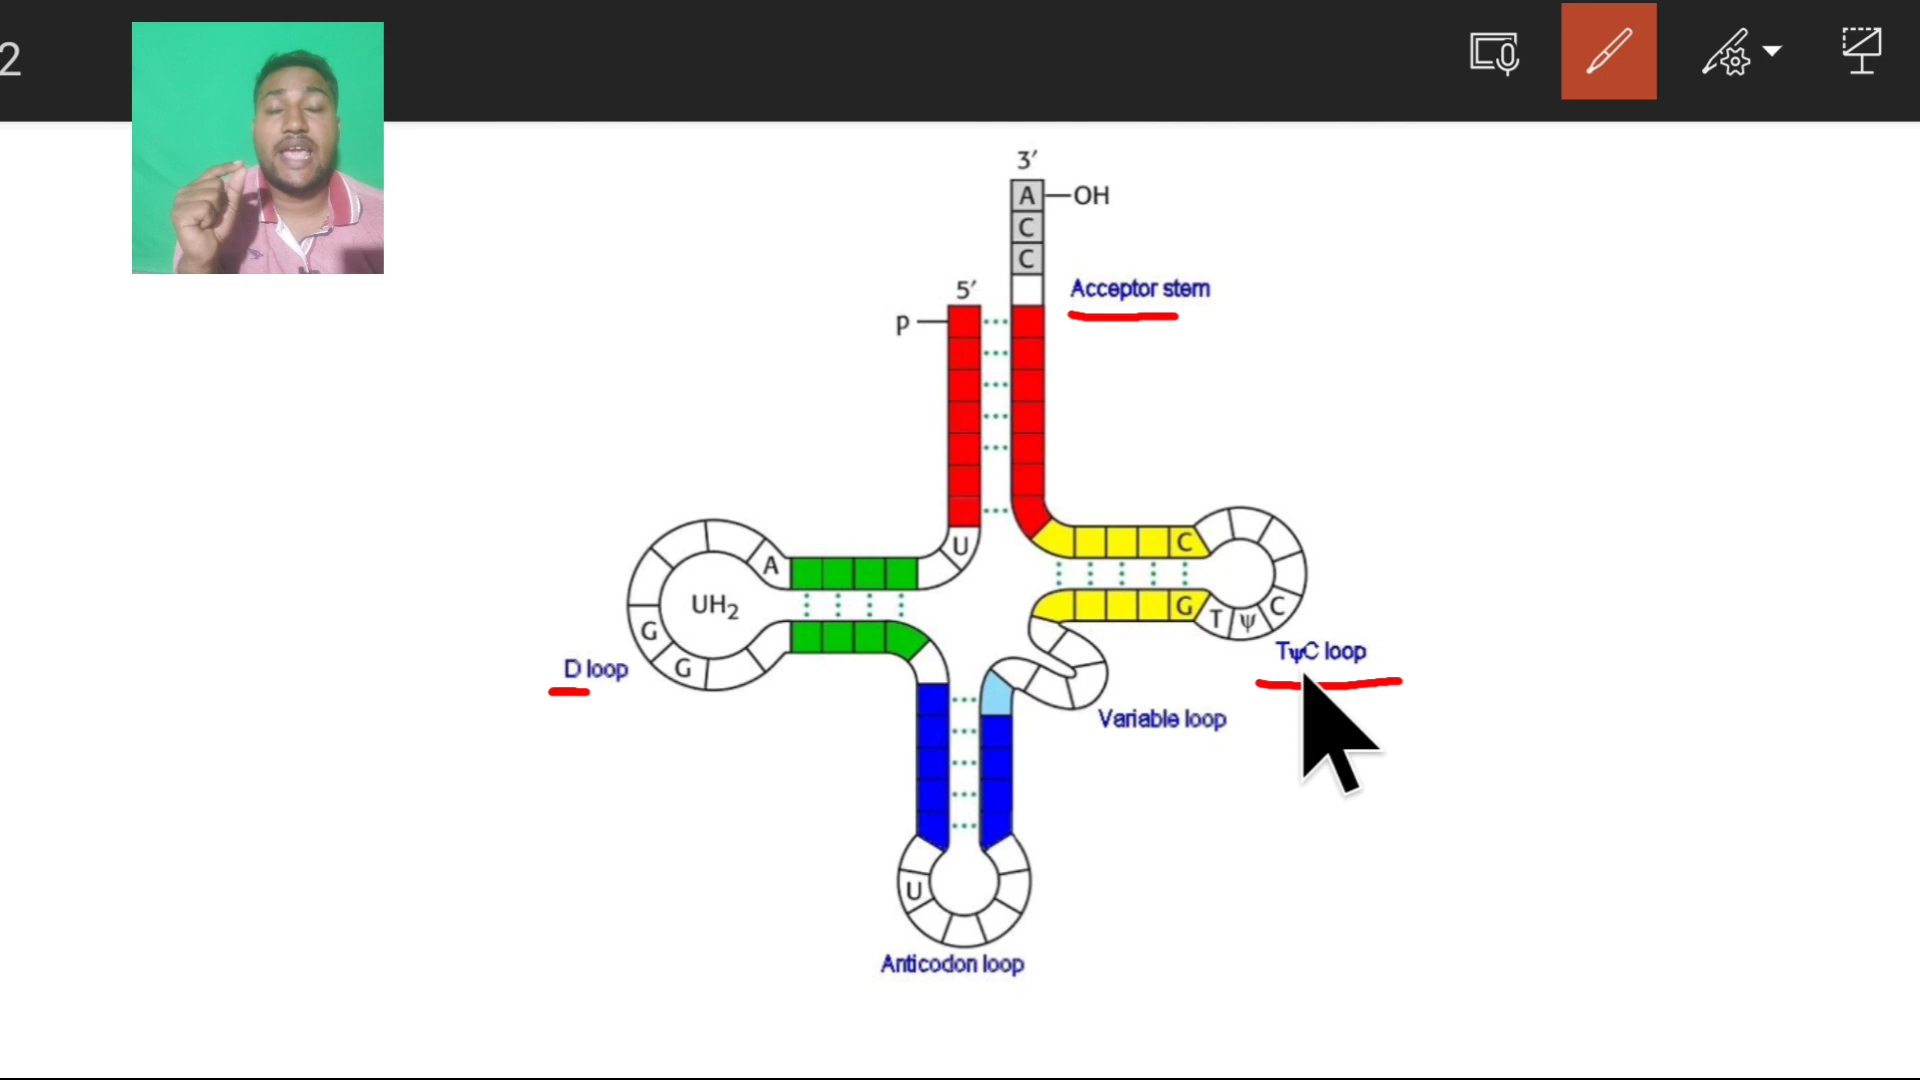 2
3′
A
OH
C
C
Acceptor stem
5′
p
U
C
A
UH₂
G
T
ψ
C
G
G
D loop
TψC loop
Variable loop
U
Anticodon loop